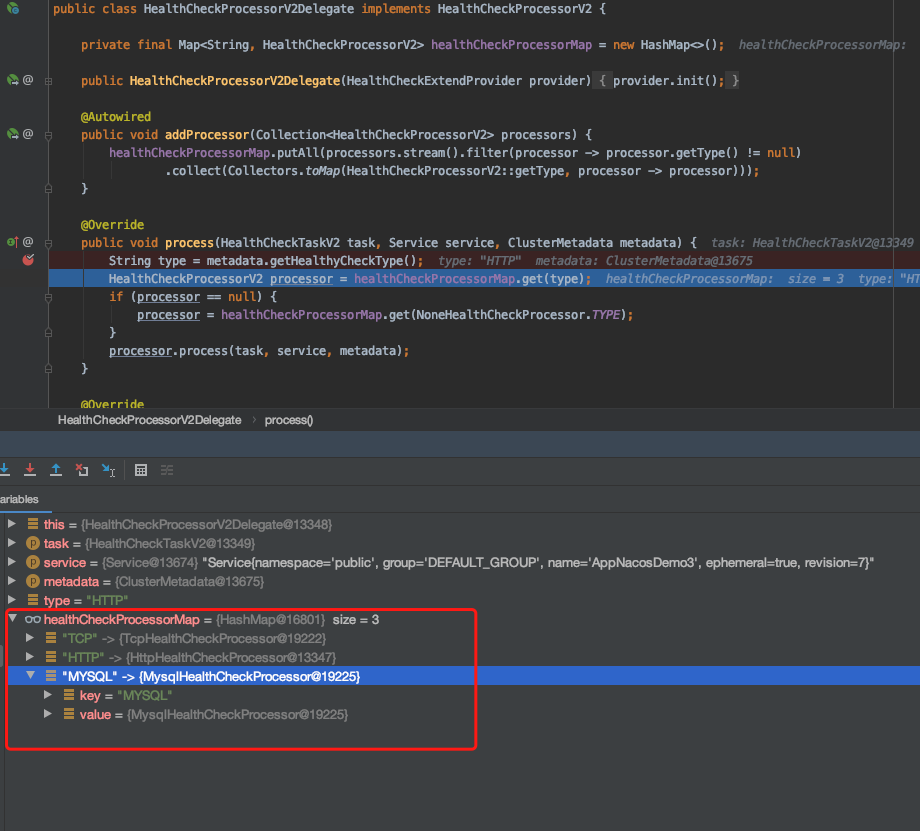 public class HealthCheckProcessorV2Delegate implements HealthCheckProcessorV2 {
private final Map<String, HealthCheckProcessorV2> healthCheckProcessorMap = new HashMap<>(); healthCheckProcessorMap:
@ public HealthCheckProcessorV2Delegate(HealthCheckExtendProvider provider) { provider.init(); }
@Autowired
@ public void addProcessor(Collection<HealthCheckProcessorV2> processors) {
healthCheckProcessorMap.putAll(processors.stream().filter(processor -> processor.getType() != null)
.collect(Collectors.toMap(HealthCheckProcessorV2::getType, processor -> processor)));
}
@Override
@ public void process(HealthCheckTaskV2 task, Service service, ClusterMetadata metadata) { task: HealthCheckTaskV2@13349
String type = metadata.getHealthyCheckType(); type: "HTTP" metadata: ClusterMetadata@13675
HealthCheckProcessorV2 processor = healthCheckProcessorMap.get(type); healthCheckProcessorMap: size = 3 type: "HT
if (processor == null) {
processor = healthCheckProcessorMap.get(NoneHealthCheckProcessor.TYPE);
}
processor.process(task, service, metadata);
}
@Override
HealthCheckProcessorV2Delegate › process()
ariables
this = {HealthCheckProcessorV2Delegate@13348}
p task = {HealthCheckTaskV2@13349}
p service = {Service@13674} "Service{namespace='public', group='DEFAULT_GROUP', name='AppNacosDemo3', ephemeral=true, revision=7}"
p metadata = {ClusterMetadata@13675}
type = "HTTP"
healthCheckProcessorMap = {HashMap@16801} size = 3
"TCP" -> {TcpHealthCheckProcessor@19222}
"HTTP" -> {HttpHealthCheckProcessor@13347}
"MYSQL" -> {MysqlHealthCheckProcessor@19225}
key = "MYSQL"
value = {MysqlHealthCheckProcessor@19225}